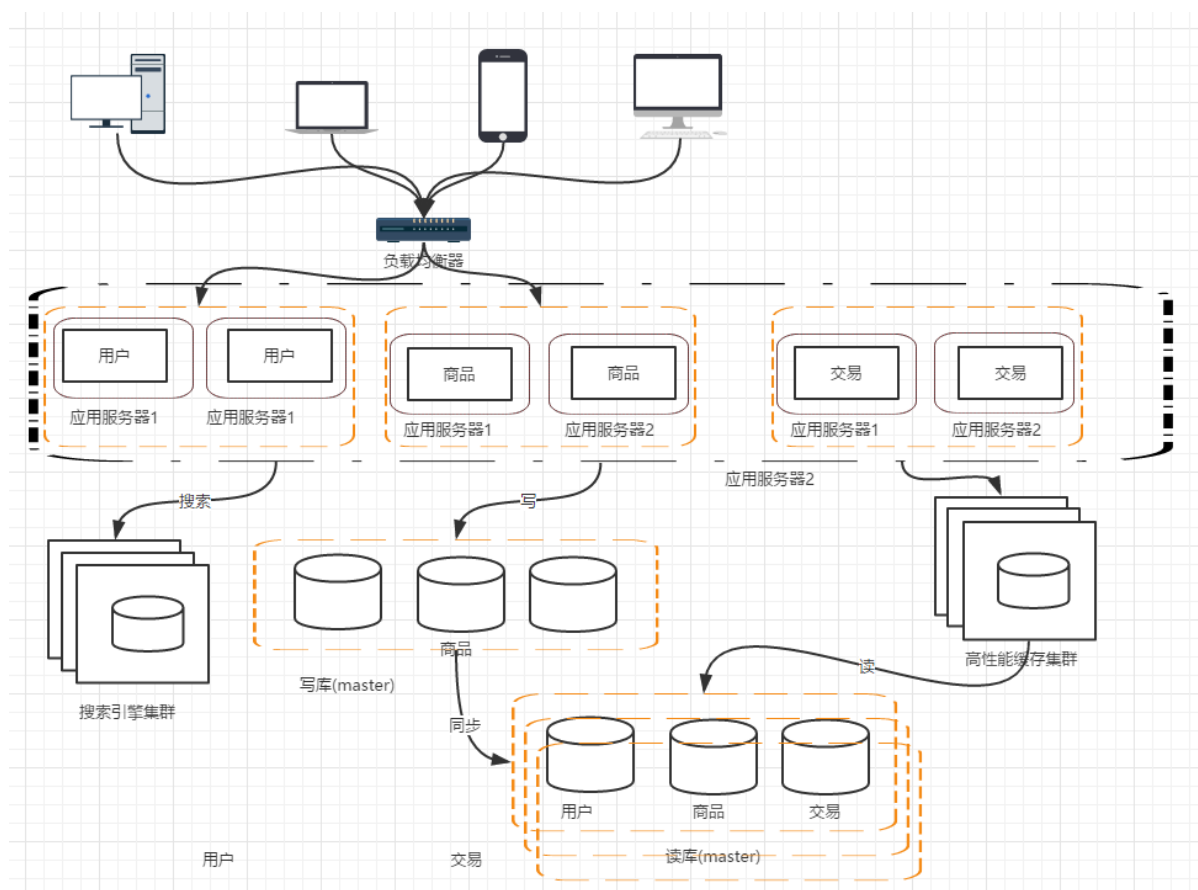 负载均衡器
用户
用户
商品
商品
交易
交易
应用服务器1
应用服务器1
应用服务器1
应用服务器2
应用服务器1
应用服务器2
应用服务器2
搜索
写
商品
高性能缓存集群
读
写库(master)
搜索引擎集群
同步
用户
商品
交易
用户
交易
读库(master)